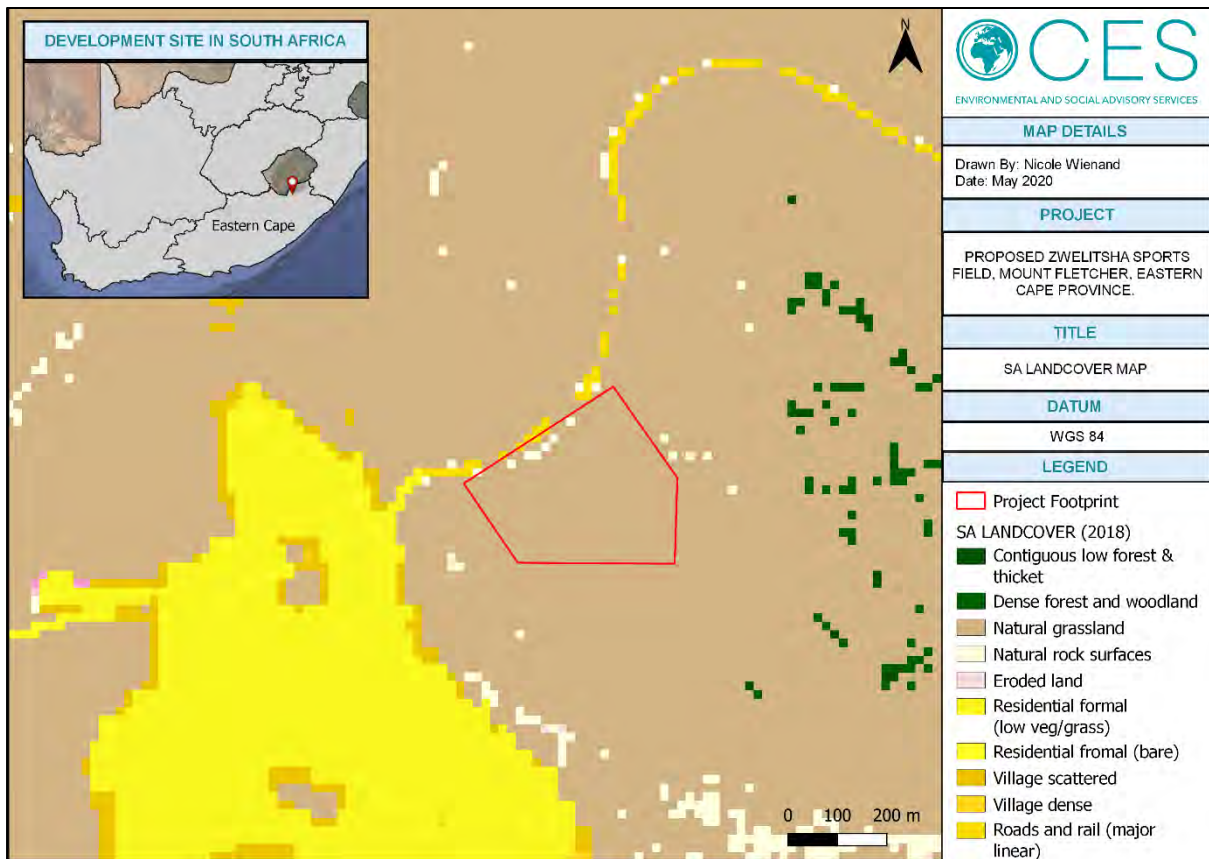 DEVELOPMENT SITE IN SOUTH AFRICA
Eastern Cape
N
0 100 200 m
CES
ENVIRONMENTAL AND SOCIAL ADVISORY SERVICES
MAP DETAILS
Drawn By: Nicole Wienand
Date: May 2020
PROJECT
PROPOSED ZWELITSHA SPORTS
FIELD, MOUNT FLETCHER, EASTERN
CAPE PROVINCE.
TITLE
SA LANDCOVER MAP
DATUM
WGS 84
LEGEND
Project Footprint
SA LANDCOVER (2018)
Contiguous low forest &
thicket
Dense forest and woodland
Natural grassland
Natural rock surfaces
Eroded land
Residential formal
(low veg/grass)
Residential fromal (bare)
Village scattered
Village dense
Roads and rail (major
linear)